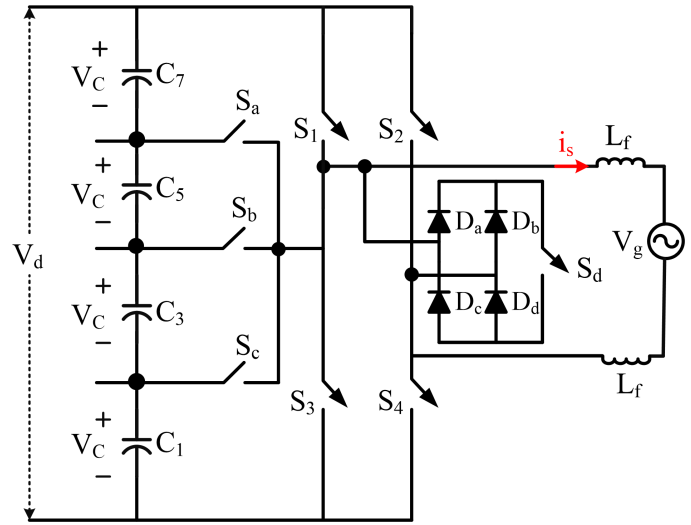 +
V_C C_7
−
S_a
S_1 S_2
i_s L_f
+
V_C C_5
−
S_b
D_a D_b
V_d
V_g
S_d
+
V_C C_3
−
D_c D_d
S_c
L_f
S_3 S_4
+
V_C C_1
−